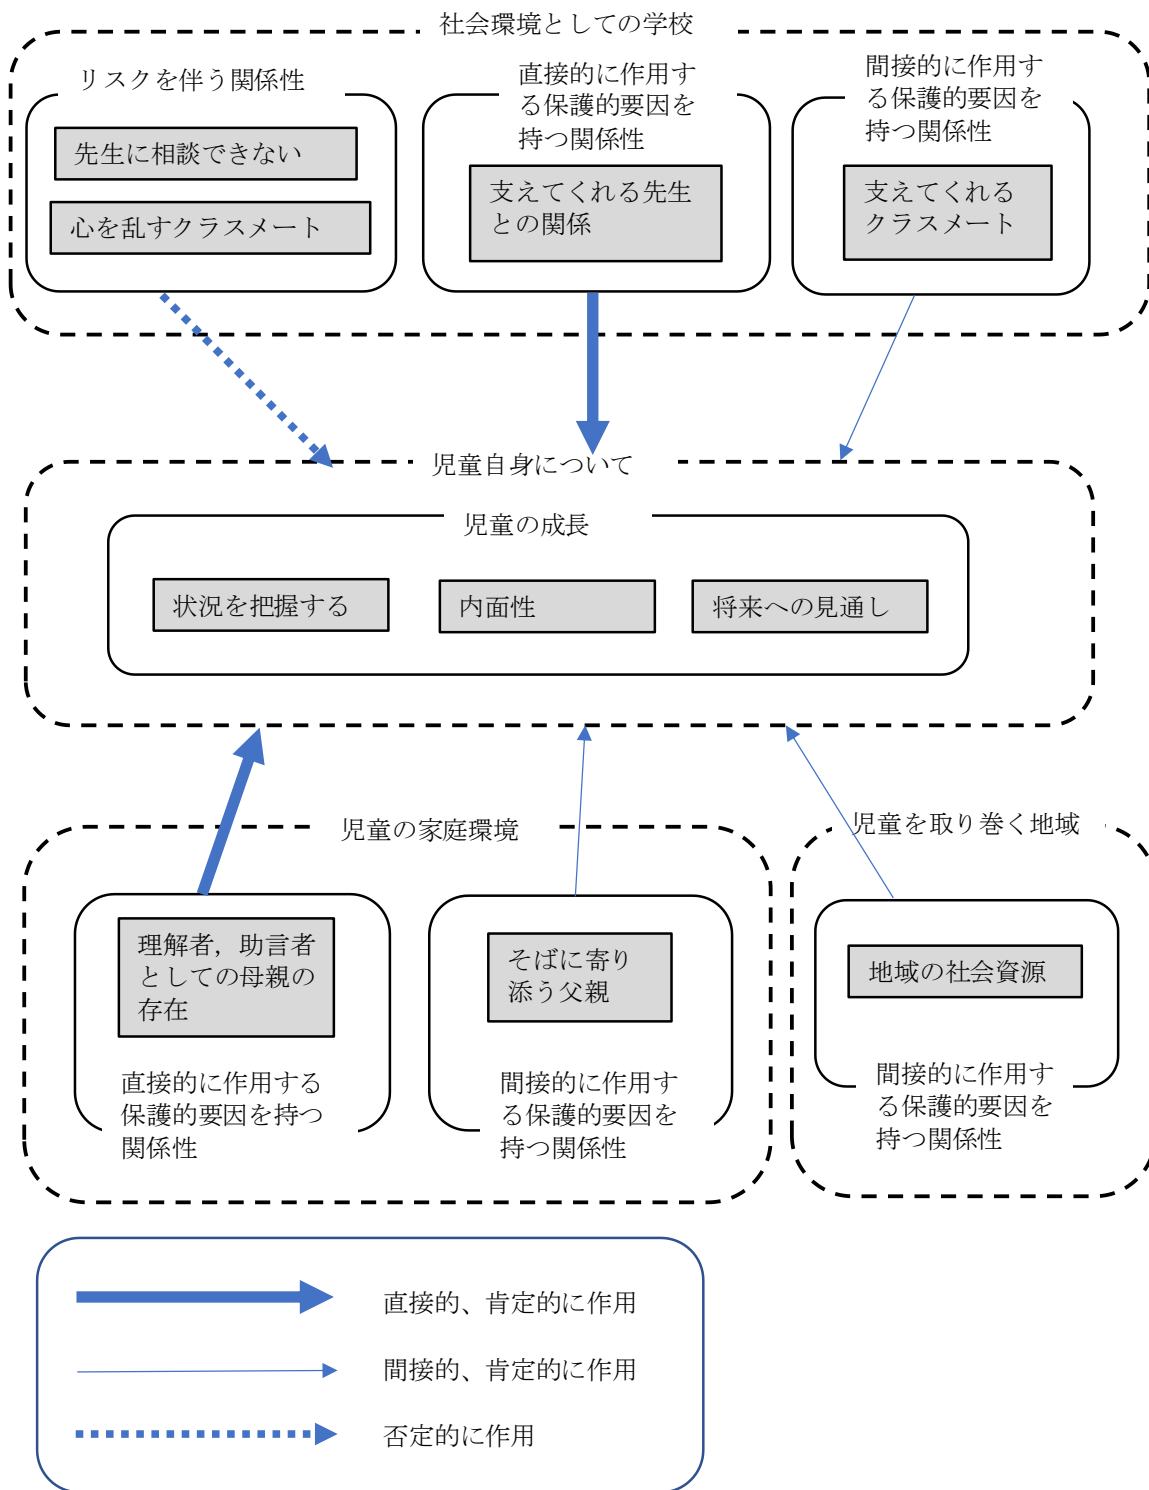 社会環境としての学校
リスクを伴う関係性
先生に相談できない
心を乱すクラスメート
直接的に作用す
る保護的要因を
持つ関係性
支えてくれる先生
との関係
間接的に作用す
る保護的要因を
持つ関係性
支えてくれる
クラスメート
児童自身について
児童の成長
状況を把握する
内面性
将来への見通し
児童の家庭環境
理解者，助言者
としての母親の
存在
直接的に作用する
保護的要因を持つ
関係性
そばに寄り
添う父親
間接的に作用す
る保護的要因を
持つ関係性
児童を取り巻く地域
地域の社会資源
間接的に作用す
る保護的要因を
持つ関係性
直接的、肯定的に作用
間接的、肯定的に作用
否定的に作用